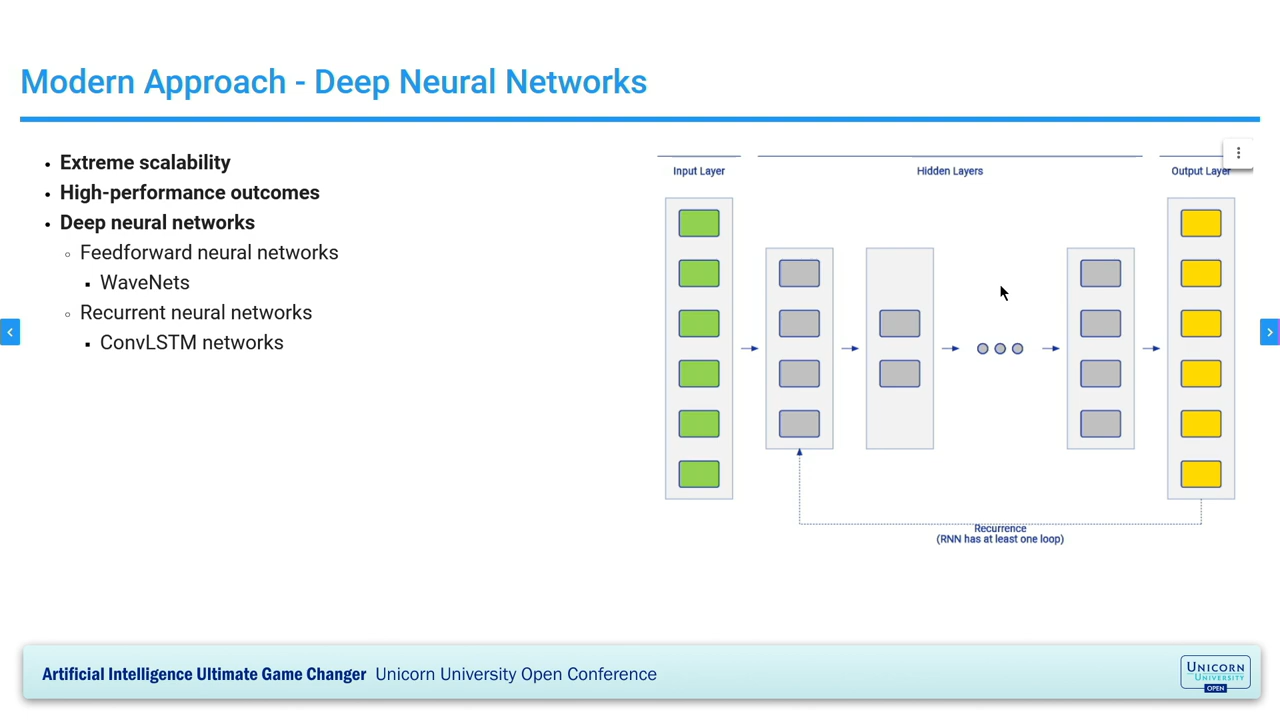 Modern Approach - Deep Neural Networks
Extreme scalability
High-performance outcomes
Deep neural networks
Feedforward neural networks
WaveNets
Recurrent neural networks
ConvLSTM networks
Input Layer
Hidden Layers
Output Layer
Recurrence
(RNN has at least one loop)
Artificial Intelligence Ultimate Game Changer Unicorn University Open Conference
UNICORN
UNIVERSITY
OPEN